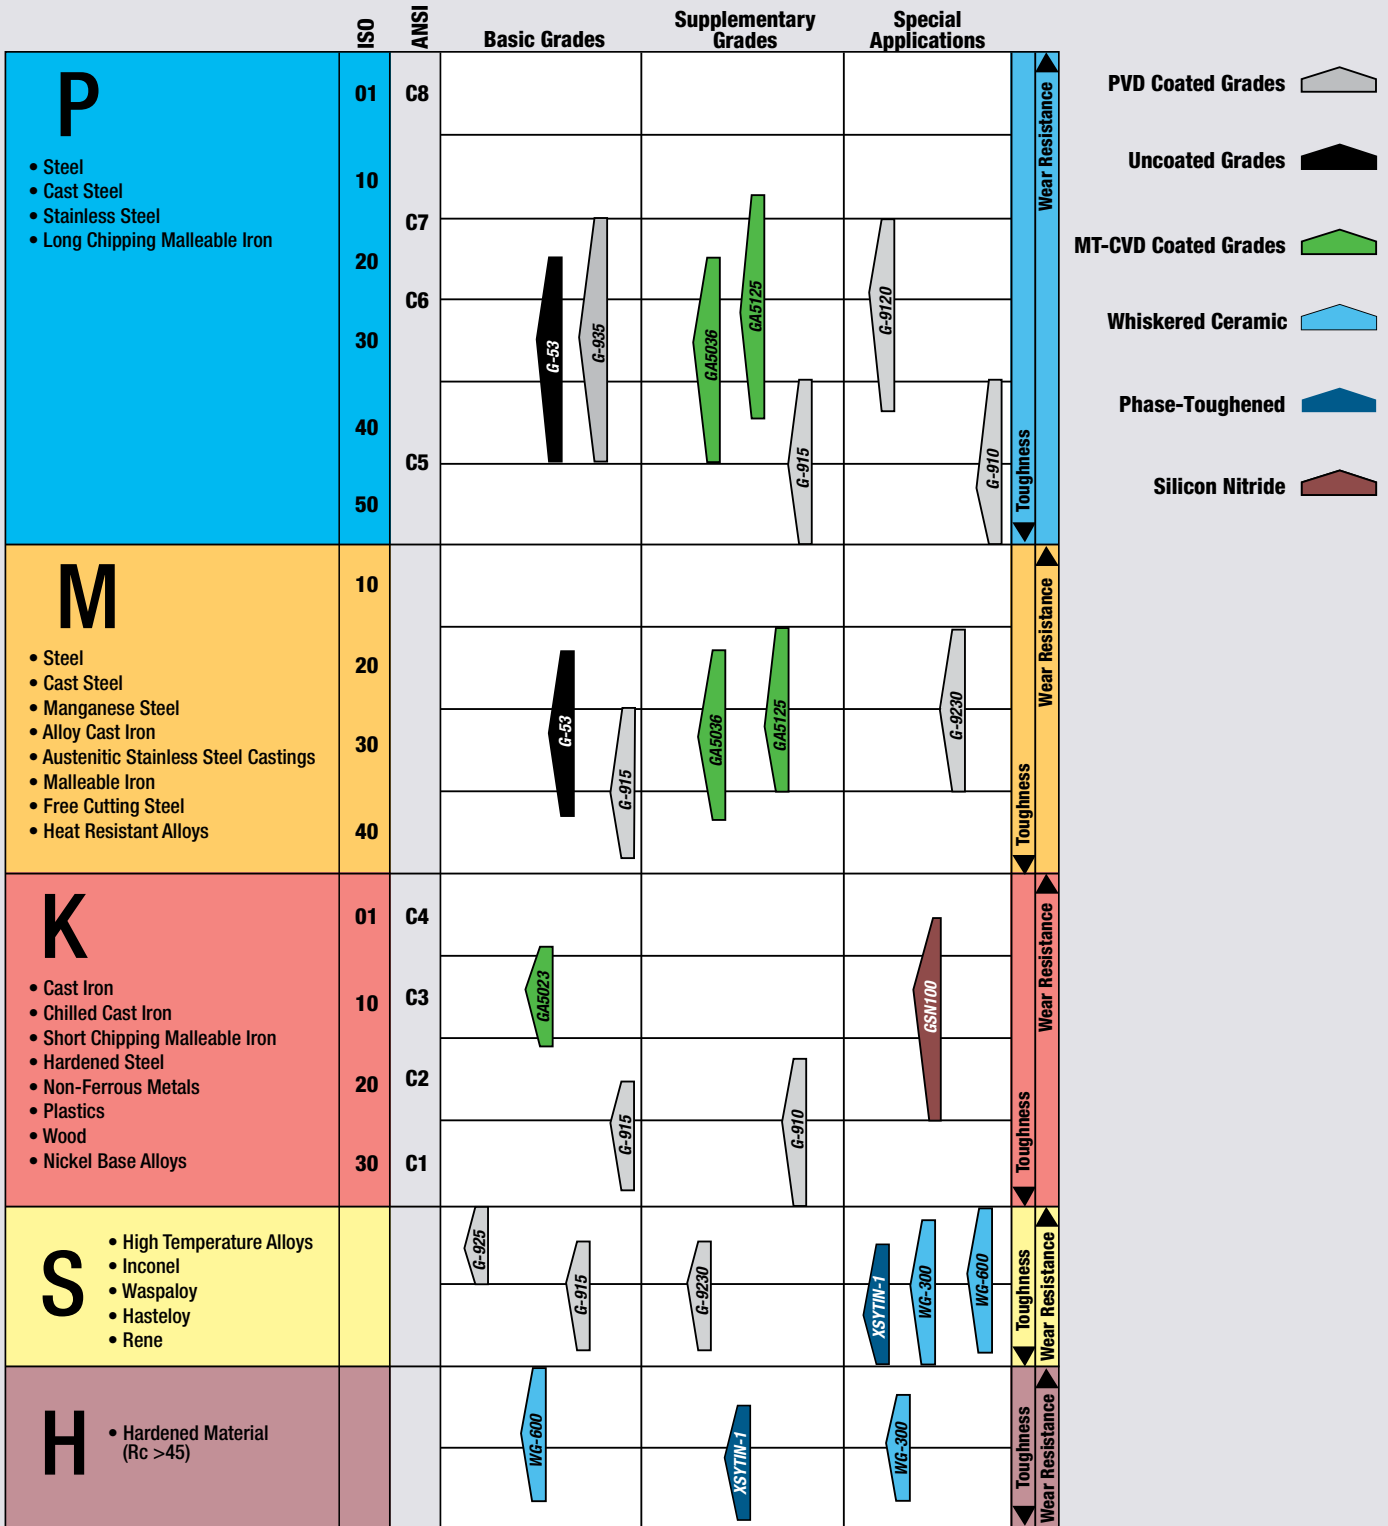 ISO
ANSI
Basic Grades
Supplementary
Grades
Special
Applications
P
• Steel
• Cast Steel
• Stainless Steel
• Long Chipping Malleable Iron
01
10
20
30
40
50
C8
C7
C6
C5
G-53
G-935
GA5036
GA5125
G-915
G-9120
G-910
Toughness
Wear Resistance
M
• Steel
• Cast Steel
• Manganese Steel
• Alloy Cast Iron
• Austenitic Stainless Steel Castings
• Malleable Iron
• Free Cutting Steel
• Heat Resistant Alloys
10
20
30
40
G-53
G-915
GA5036
GA5125
G-9230
Toughness
Wear Resistance
K
• Cast Iron
• Chilled Cast Iron
• Short Chipping Malleable Iron
• Hardened Steel
• Non-Ferrous Metals
• Plastics
• Wood
• Nickel Base Alloys
01
10
20
30
C4
C3
C2
C1
GA5023
G-915
G-910
GSN100
Toughness
Wear Resistance
S
• High Temperature Alloys
• Inconel
• Waspaloy
• Hasteloy
• Rene
G-925
G-915
G-9230
XSYTIN-1
WG-300
WG-600
Toughness
Wear Resistance
H
• Hardened Material
(Rc >45)
WG-600
XSYTIN-1
WG-300
Toughness
Wear Resistance
PVD Coated Grades
Uncoated Grades
MT-CVD Coated Grades
Whiskered Ceramic
Phase-Toughened
Silicon Nitride